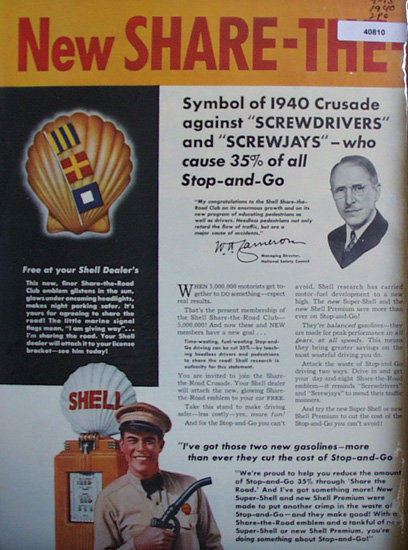 1940
40810
New SHARE-THE-
Symbol of 1940 Crusade
against "SCREWDRIVERS"
and "SCREWJAYS"—who
cause 35% of all
Stop-and-Go
"My congratulations to the Shell Share-the-
Road Club on its enormous growth and on its
new program of educating pedestrians as
well as drivers. Heedless pedestrians not only
retard the flow of traffic, but are a
major cause of accidents."
W. H. Cameron
Managing Director,
National Safety Council
Free at your Shell Dealer's
This new, finer Share-the-Road
Club emblem glistens in the sun,
glows under oncoming headlights,
makes night parking safer. It's
yours for agreeing to share the
road! The little marine signal
flags mean, "I am giving way"...
I'm sharing the road. Your Shell
dealer will attach it to your license
bracket—see him today!
WHEN 5,000,000 motorists get to-
gether to DO something—expect
real results.
That's the present membership of
the Shell Share-the-Road Club—
5,000,000! And now these and NEW
members have a new goal . . .
Time-wasting, fuel-wasting Stop-and-
Go driving can be cut 35%—by teach-
ing heedless drivers and pedestrians
to share the road! Shell research is
authority for this statement.
You are invited to join the Share-
the-Road Crusade. Your Shell dealer
will attach the new, glowing Share-
the-Road emblem to your car FREE.
Take this stand to make driving
safer—less costly—yes, more fun!
And for the Stop-and-Go you can't
avoid, Shell research has carried
motor-fuel development to a new
high. The new Super-Shell and the
new Shell Premium save more than
ever on Stop-and-Go!
They're balanced gasolines—they
are made for peak performance in all
gears, at all speeds. This means
they bring greater savings on the
most wasteful driving you do.
Attack the waste of Stop-and-Go
driving two ways. Drive in and get
your day-and-night Share-the-Road
emblem—it reminds "Screwdrivers"
and "Screwjays" to mend their traffic
manners.
And try the new Super-Shell or new
Shell Premium to cut the cost of the
Stop-and-Go you can't avoid!
SHELL
"I've got those two new gasolines—more
than ever they cut the cost of Stop-and-Go
"We're proud to help you reduce the amount
of Stop-and-Go 35% through 'Share the
Road.' And I've got something more! New
Super-Shell and new Shell Premium were
made to put another crimp in the waste of
Stop-and-Go—and they make good! With a
Share-the-Road emblem and a tankful of new
Super-Shell or new Shell Premium, you're
doing something about Stop-and-Go!"